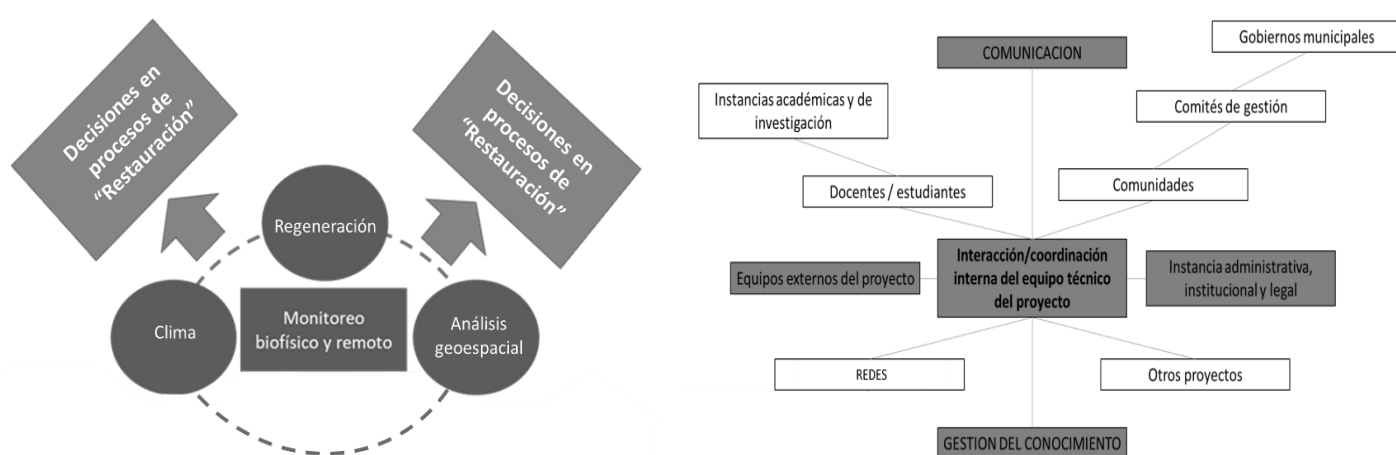 Decisiones en
procesos de
“Restauración”
Decisiones en
procesos de
“Restauración”
Regeneración
Clima
Monitoreo
biofísico y remoto
Análisis
geoespacial
COMUNICACION
Gobiernos municipales
Instancias académicas y de
investigación
Comités de gestión
Docentes / estudiantes
Comunidades
Equipos externos del proyecto
Interacción/coordinación
interna del equipo técnico
del proyecto
Instancia administrativa,
institucional y legal
REDES
Otros proyectos
GESTION DEL CONOCIMIENTO